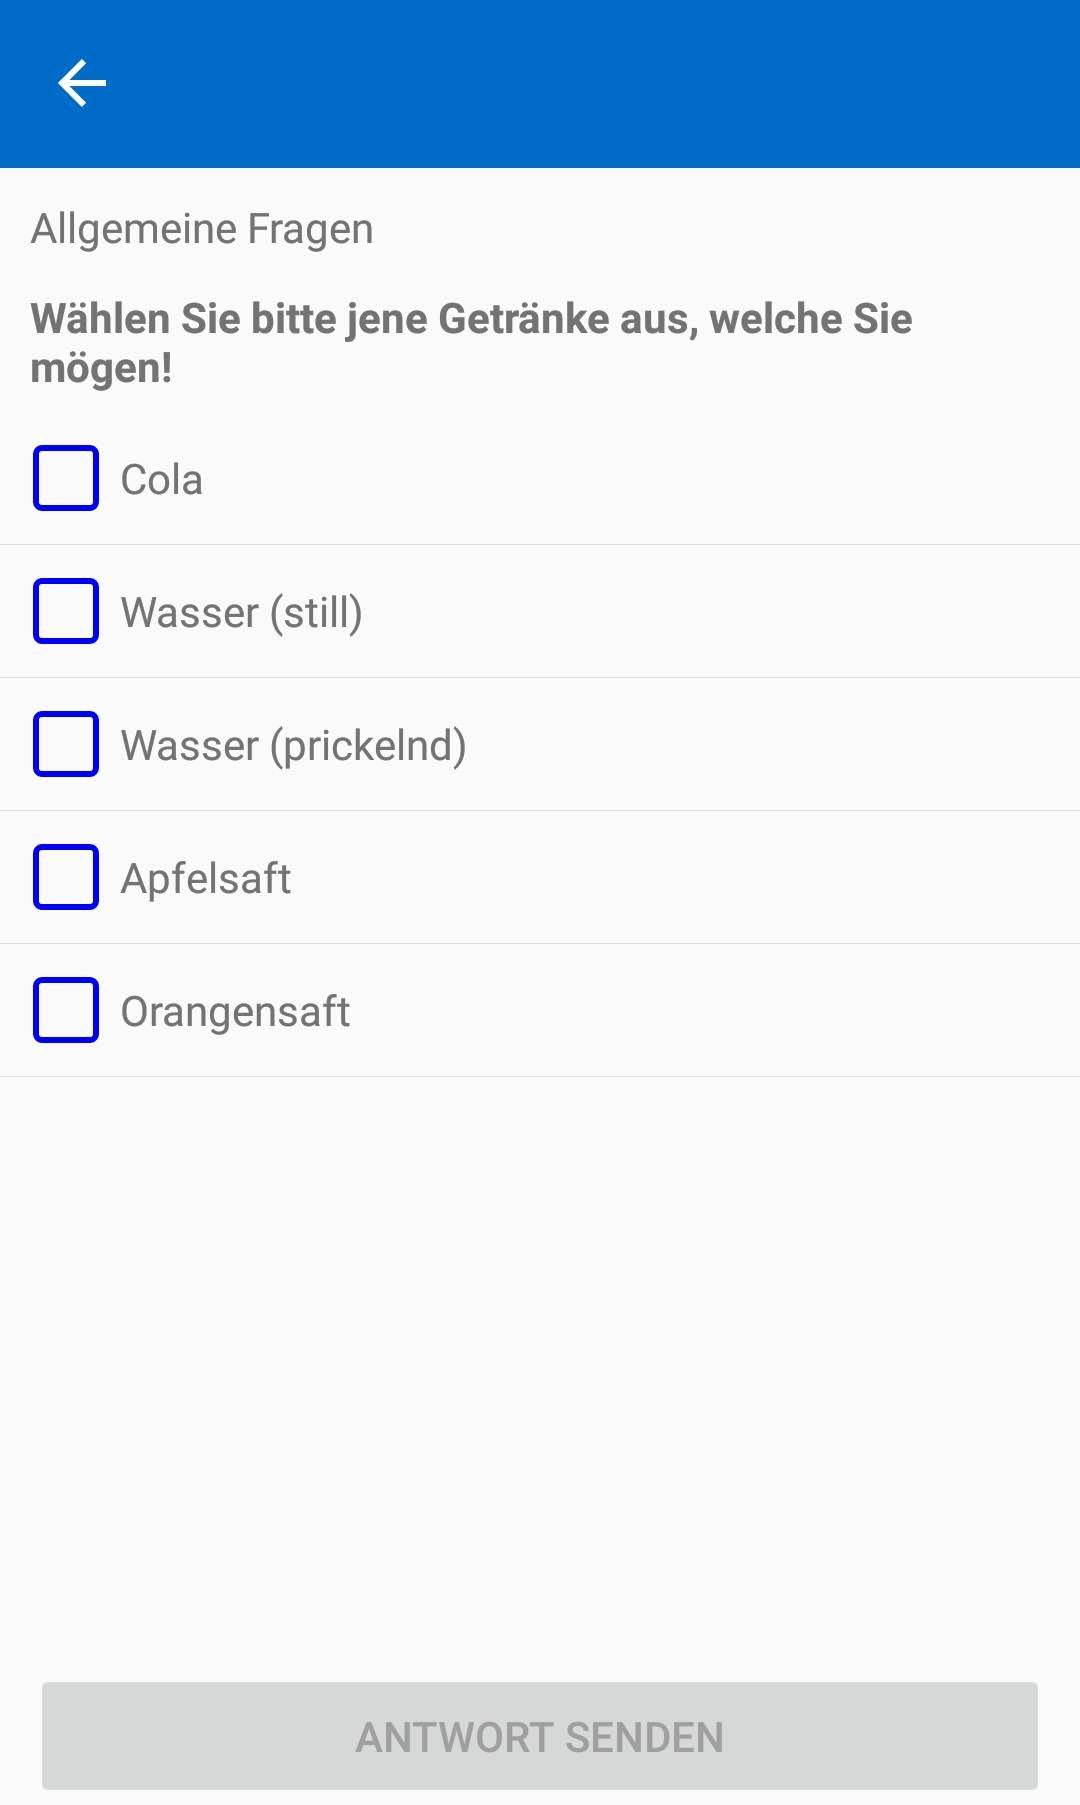 Allgemeine Fragen
Wählen Sie bitte jene Getränke aus, welche Sie
mögen!
Cola
Wasser (still)
Wasser (prickelnd)
Apfelsaft
Orangensaft
ANTWORT SENDEN